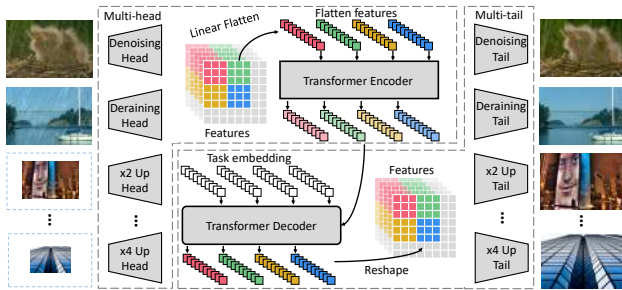 Multi-head
Linear Flatten
Flatten features
Multi-tail
Denoising
Head
Transformer Encoder
Denoising
Tail
Deraining
Head
Features
Deraining
Tail
Task embedding
Features
x2 Up
Head
x2 Up
Tail
Transformer Decoder
x4 Up
Head
Reshape
x4 Up
Tail